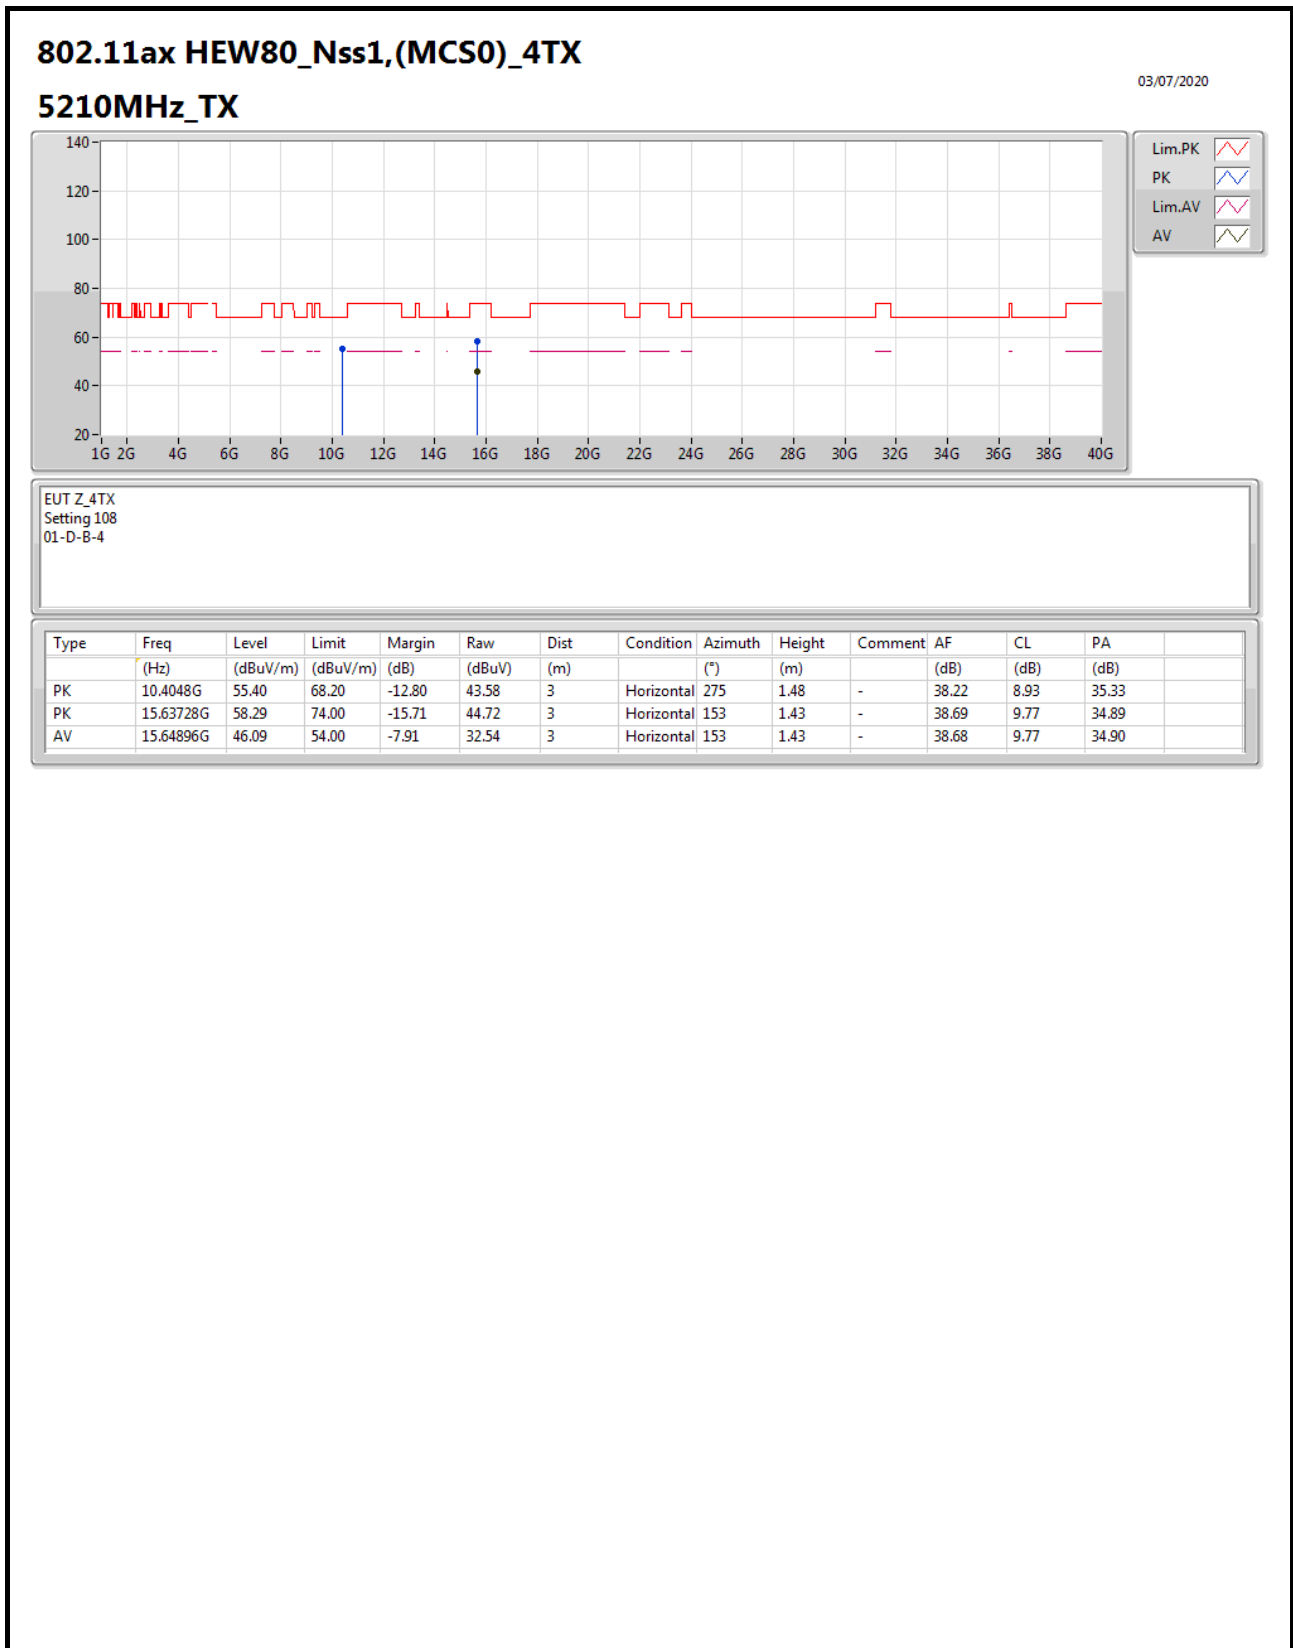 802.11ax HEW80_Nss1,(MCS0)_4TX
03/07/2020
5210MHz_TX
140
120
100
80
60
40
20
1G 2G 4G 6G 8G 10G 12G 14G 16G 18G 20G 22G 24G 26G 28G 30G 32G 34G 36G 38G 40G
Lim.PK
PK
Lim.AV
AV
EUT Z_4TX
Setting 108
01-D-B-4
Type Freq Level Limit Margin Raw Dist Condition Azimuth Height Comment AF CL PA
(Hz) (dBuV/m) (dBuV/m) (dB) (dBuV) (m) (°) (m) (dB) (dB) (dB)
PK 10.4048G 55.40 68.20 -12.80 43.58 3 Horizontal 275 1.48 - 38.22 8.93 35.33
PK 15.63728G 58.29 74.00 -15.71 44.72 3 Horizontal 153 1.43 - 38.69 9.77 34.89
AV 15.64896G 46.09 54.00 -7.91 32.54 3 Horizontal 153 1.43 - 38.68 9.77 34.90